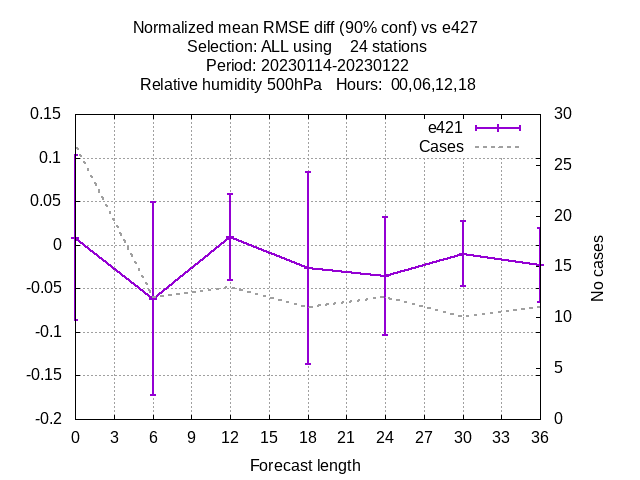 Normalized mean RMSE diff (90% conf) vs e427
Selection: ALL using    24 stations
Period: 20230114-20230122
Relative humidity 500hPa   Hours:  00,06,12,18
0.15
0.1
0.05
0
-0.05
-0.1
-0.15
-0.2
30
25
20
15
10
5
0
e421
Cases
No cases
0 3 6 9 12 15 18 21 24 27 30 33 36
Forecast length